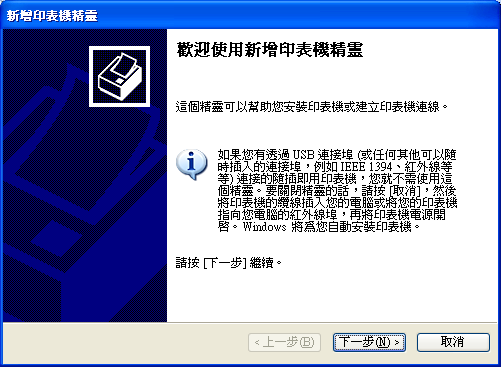 新增印表機精靈
歡迎使用新增印表機精靈
這個精靈可以幫助您安裝印表機或建立印表機連線。
如果您有透過 USB 連接埠 (或任何其他可以隨
時插入的連接埠，例如 IEEE 1394、紅外線等
等) 連接的隨插即用印表機，您就不需使用這
個精靈。要關閉精靈的話，請按 [取消]，然後
將印表機的纜線插入您的電腦或將您的印表機
指向您電腦的紅外線埠，再將印表機電源開
啟。Windows 將為您自動安裝印表機。
請按 [下一步] 繼續。
< 上一步(B)
下一步(N) >
取消